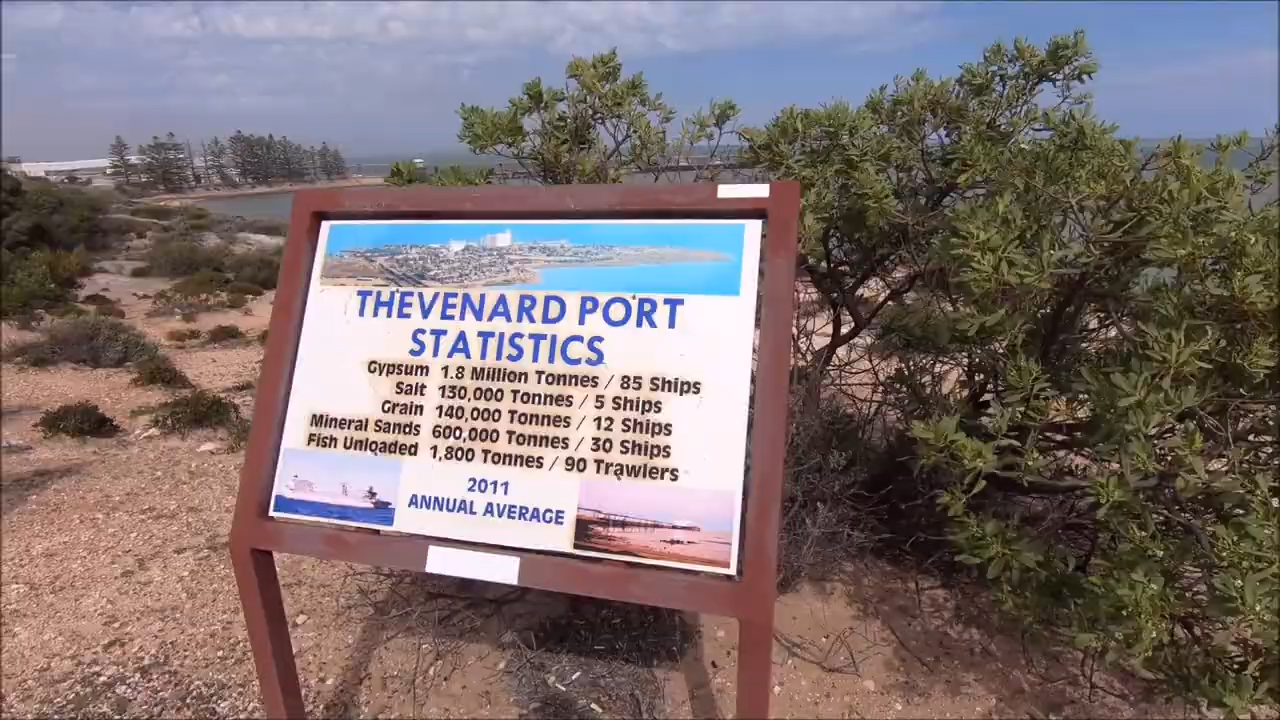 THEVENARD PORT
STATISTICS
Gypsum 1.8 Million Tonnes / 85 Ships
Salt 130,000 Tonnes / 5 Ships
Grain 140,000 Tonnes / 12 Ships
Mineral Sands 600,000 Tonnes / 30 Ships
Fish Unloaded 1,800 Tonnes / 90 Trawlers
2011
ANNUAL AVERAGE